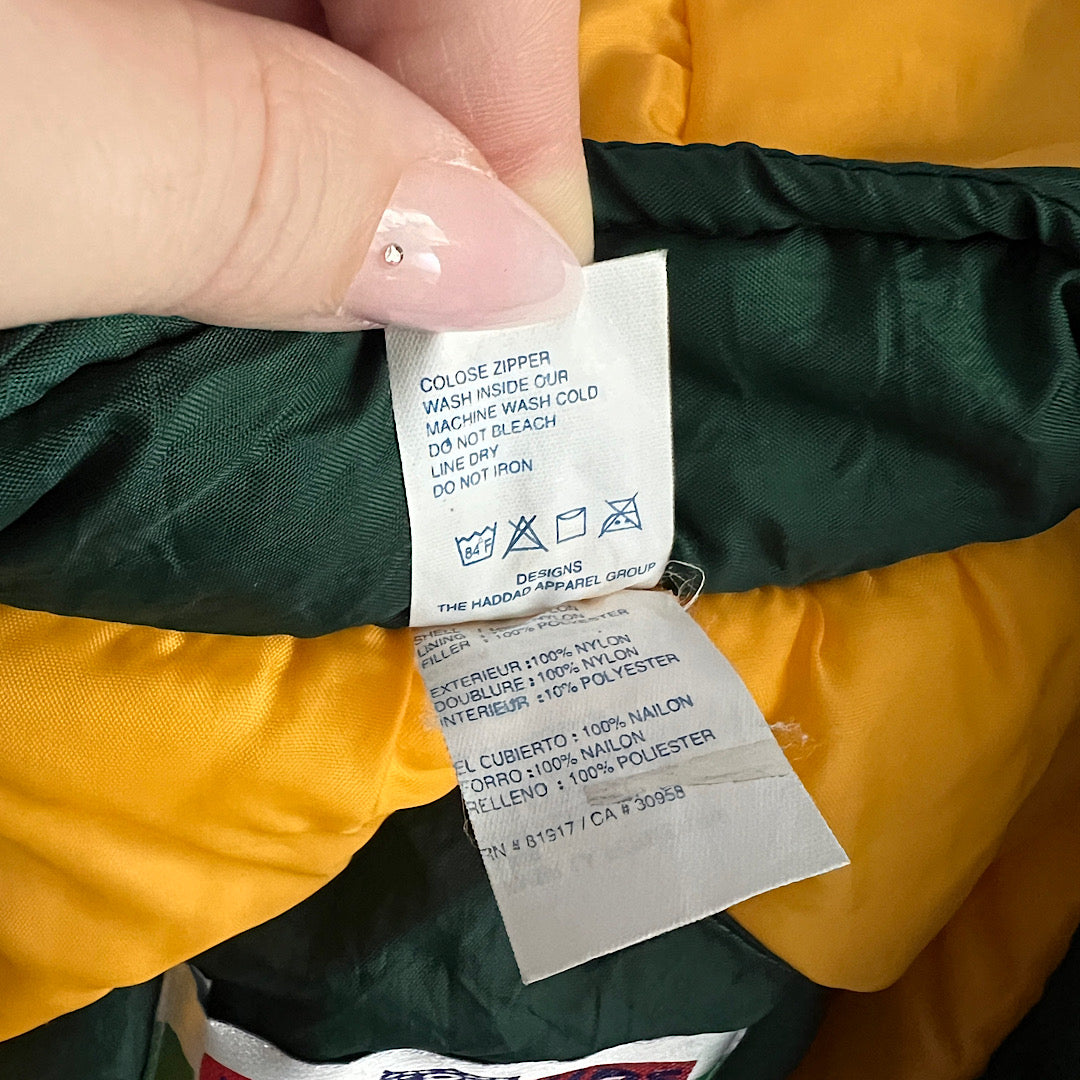 COLOSE ZIPPER
WASH INSIDE OUR
MACHINE WASH COLD
DO NOT BLEACH
LINE DRY
DO NOT IRON
84°F
DESIGNS
THE HADDAD APPAREL GROUP
SHELL NYLON
LINING : 100% NYLON
FILLER : 100% POLYESTER
EXTERIEUR :100% NYLON
DOUBLURE :100% NYLON
INTERIEUR :10% POLYESTER
EL CUBIERTO : 100% NAILON
FORRO :100% NAILON
RELLENO : 100% POLIESTER
RN # 81917 / CA # 30958